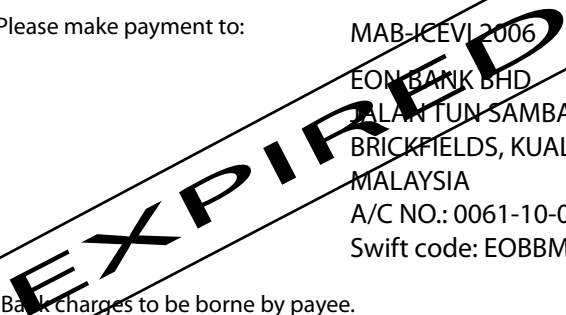 Please make payment to:
MAB-ICEVI 2006
EON BANK BHD
JALAN TUN
BRICKFIELDS,
MALAYSIA
A/C NO.:
Swift code:
EXPIRED
Bank charges to be borne by payee.